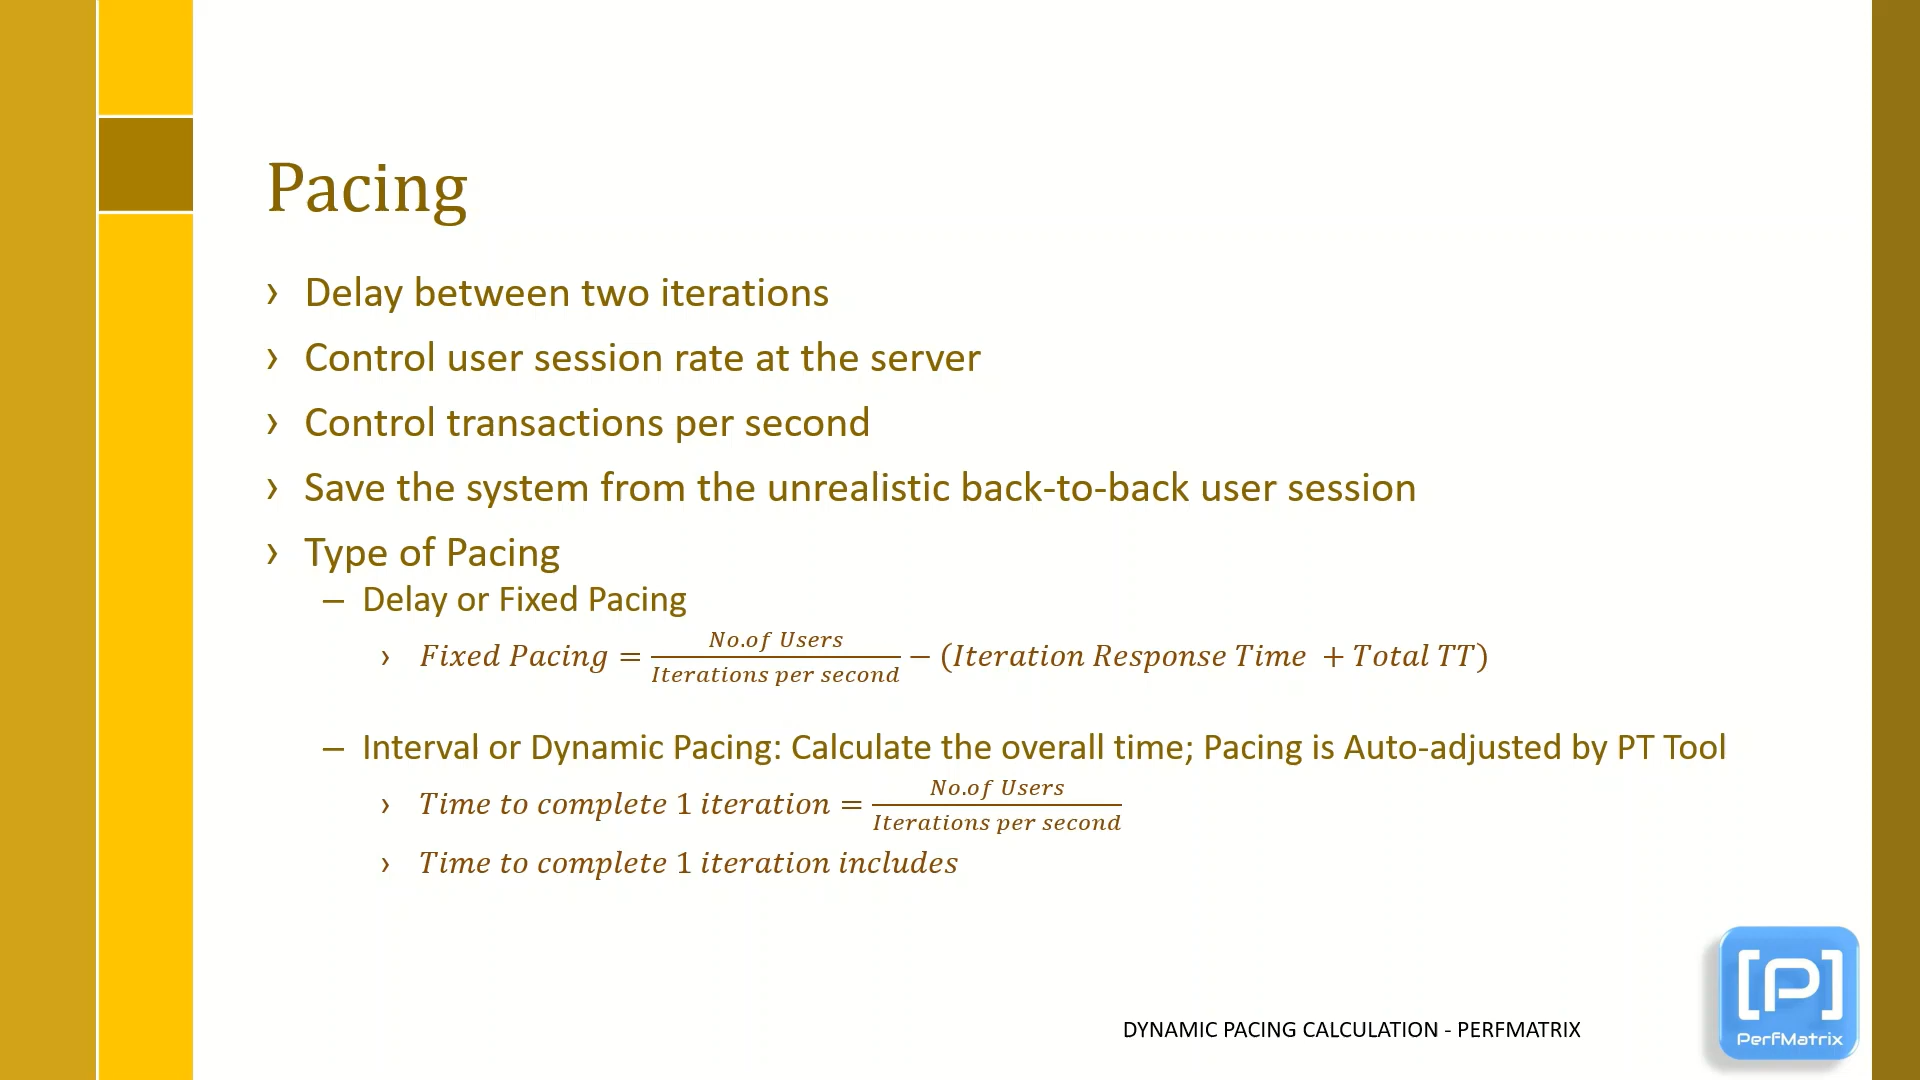 Pacing
› Delay between two iterations
› Control user session rate at the server
› Control transactions per second
› Save the system from the unrealistic back-to-back user session
› Type of Pacing
– Delay or Fixed Pacing
› Fixed Pacing = No.of Users / Iterations per second − (Iteration Response Time + Total TT)
– Interval or Dynamic Pacing: Calculate the overall time; Pacing is Auto-adjusted by PT Tool
› Time to complete 1 iteration = No.of Users / Iterations per second
› Time to complete 1 iteration includes
DYNAMIC PACING CALCULATION - PERFMATRIX
[P]
PerfMatrix